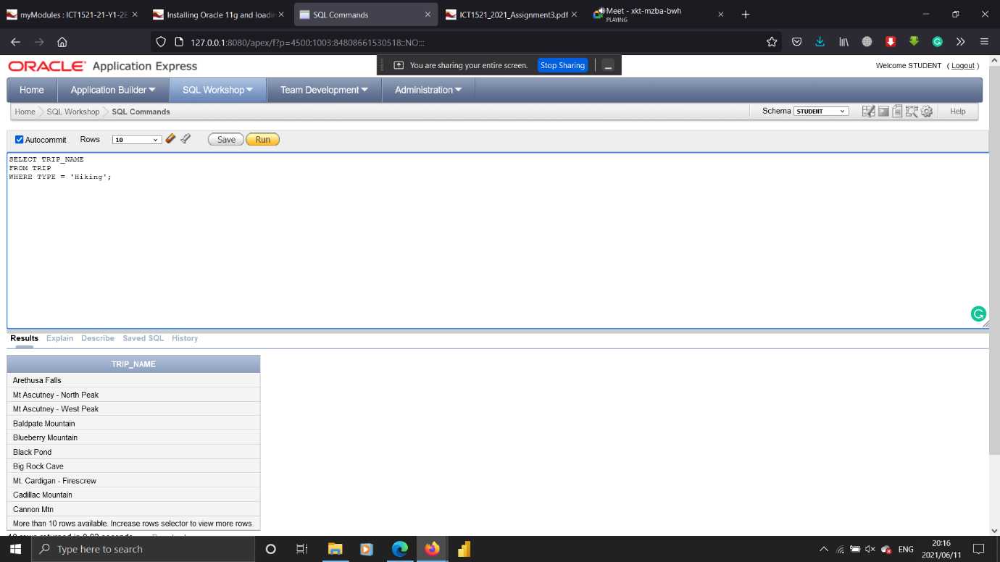 myModules : ICT1521-21-Y1-2E
Installing Oracle 11g and loadin
SQL Commands
ICT1521_2021_Assignment3.pdf
Meet - xkt-mzba-bwh
PLAYING
127.0.0.1:8080/apex/f?p=4500:1003:84808661530518::NO:::
ORACLE Application Express
You are sharing your entire screen. Stop Sharing
Welcome STUDENT ( Logout )
Home Application Builder SQL Workshop Team Development Administration
Home SQL Workshop SQL Commands
Schema STUDENT Help
Autocommit Rows 10 Save Run
SELECT TRIP_NAME
FROM TRIP
WHERE TYPE = 'Hiking';
Results Explain Describe Saved SQL History
TRIP_NAME
Arethusa Falls
Mt Ascutney - North Peak
Mt Ascutney - West Peak
Baldpate Mountain
Blueberry Mountain
Black Pond
Big Rock Cave
Mt. Cardigan - Firescrew
Cadillac Mountain
Cannon Mtn
More than 10 rows available. Increase rows selector to view more rows.
Type here to search
ENG
20:16
2021/06/11